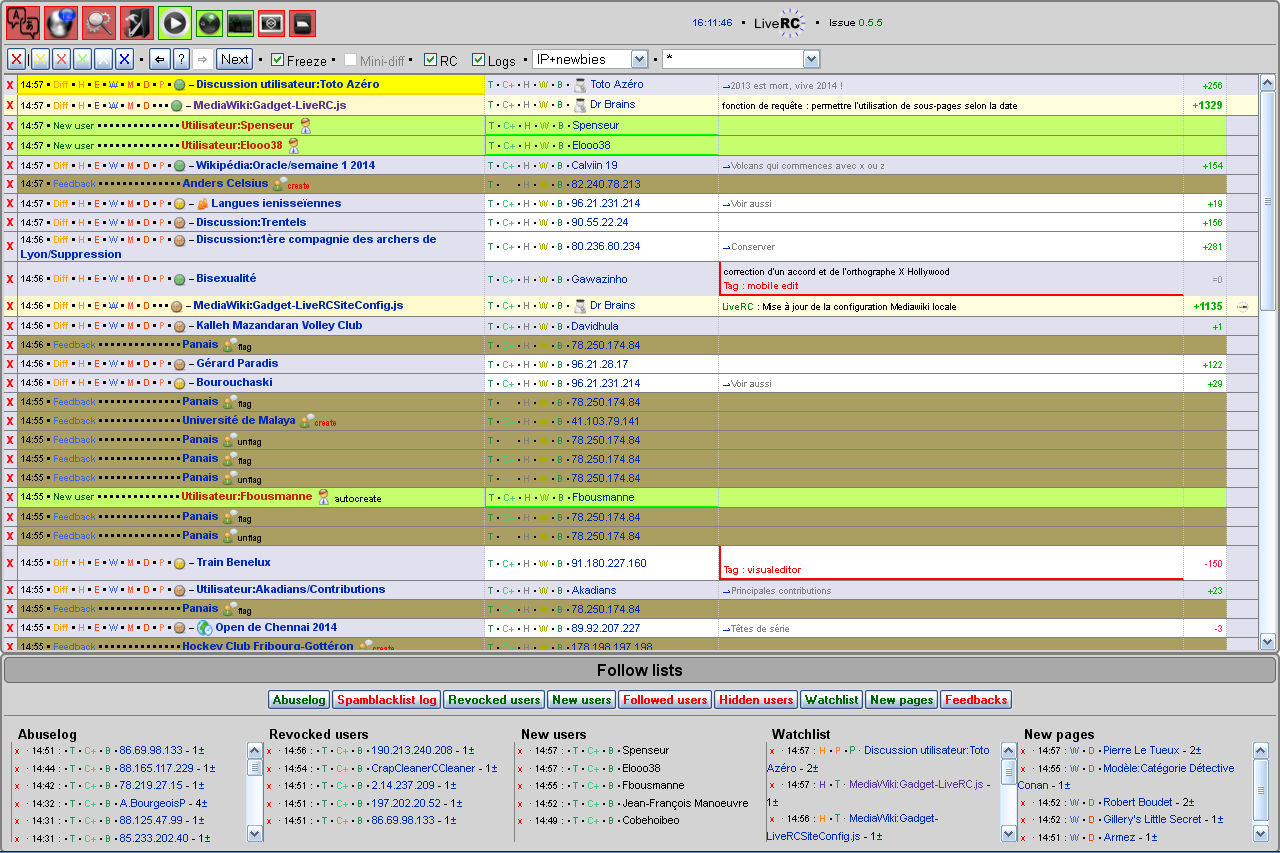 16:11:46 • LiveRC • Issue 0.5.5
X | X X X X X • ⇐ ? ⇒ Next • Freeze • Mini-diff • RC • Logs • IP+newbies • *
X 14:57 • Diff • H • E • W • M • D • P • – Discussion utilisateur:Toto Azéro T • C+ • H • W • B • Toto Azéro →2013 est mort, vive 2014 ! +256
X 14:57 • Diff • H • E • W • M • D • • • – MediaWiki:Gadget-LiveRC.js T • C+ • H • W • B • Dr Brains fonction de requête : permettre l'utilisation de sous-pages selon la date +1329
X 14:57 • New user Utilisateur:Spenseur T • C+ • H • W • B • Spenseur
X 14:57 • New user Utilisateur:Elooo38 T • C+ • H • W • B • Elooo38
X 14:57 • Diff • H • E • W • M • D • P • – Wikipédia:Oracle/semaine 1 2014 T • C+ • H • W • B • Calviin 19 →Volcans qui commences avec x ou z +154
X 14:57 • Feedback Anders Celsius create T • H • W • B • 82.240.78.213
X 14:57 • Diff • H • E • W • M • D • P • – Langues ienisseïennes T • C+ • H • W • B • 96.21.231.214 →Voir aussi +19
X 14:57 • Diff • H • E • W • M • D • P • – Discussion:Trentels T • C+ • H • W • B • 90.55.22.24 +156
X 14:56 • Diff • H • E • W • M • D • P • – Discussion:1ère compagnie des archers de
Lyon/Suppression T • C+ • H • W • B • 80.236.80.234 →Conserver +281
X 14:56 • Diff • H • E • W • M • D • P • – Bisexualité T • C+ • H • W • B • Gawazinho correction d'un accord et de l'orthographe X Hollywood =0
Tag : mobile edit
X 14:56 • Diff • H • E • W • M • D • • • – MediaWiki:Gadget-LiveRCSiteConfig.js T • C+ • H • W • B • Dr Brains LiveRC : Mise à jour de la configuration Mediawiki locale +1135
X 14:56 • Diff • H • E • W • M • D • P • – Kalleh Mazandaran Volley Club T • C+ • H • W • B • Davidhula +1
X 14:56 • Feedback Panais flag T • C+ • H • W • B • 78.250.174.84
X 14:56 • Diff • H • E • W • M • D • P • – Gérard Paradis T • C+ • H • W • B • 96.21.28.17 +122
X 14:56 • Diff • H • E • W • M • D • P • – Bourouchaski T • C+ • H • W • B • 96.21.231.214 →Voir aussi +29
X 14:55 • Feedback Panais flag T • H • W • B • 78.250.174.84
X 14:55 • Feedback Université de Malaya create T • H • W • B • 41.103.79.141
X 14:55 • Feedback Panais unflag T • C+ • H • W • B • 78.250.174.84
X 14:55 • Feedback Panais flag T • C+ • H • W • B • 78.250.174.84
X 14:55 • Feedback Panais unflag T • C+ • H • W • B • 78.250.174.84
X 14:55 • New user Utilisateur:Fbousmanne autocreate T • C+ • H • W • B • Fbousmanne
X 14:55 • Feedback Panais flag T • C+ • H • W • B • 78.250.174.84
X 14:55 • Feedback Panais unflag T • C+ • H • W • B • 78.250.174.84
X 14:55 • Diff • H • E • W • M • D • P • – Train Benelux T • C+ • H • W • B • 91.180.227.160 Tag : visualeditor -150
X 14:55 • Diff • H • E • W • M • D • P • – Utilisateur:Akadians/Contributions T • C+ • H • W • B • Akadians →Principales contributions +23
X 14:55 • Feedback Panais flag T • C+ • H • W • B • 78.250.174.84
X 14:55 • Diff • H • E • W • M • D • P • – Open de Chennai 2014 T • C+ • H • W • B • 89.92.207.227 →Têtes de série -3
X 14:55 • Feedback Hockey Club Fribourg-Gottéron create T • H • W • B • 178.198.197.198
Follow lists
Abuselog Spamblacklist log Revocked users New users Followed users Hidden users Watchlist New pages Feedbacks
Abuselog
x · 14:51 : • T • C+ • B • 86.69.98.133 - 1±
x · 14:44 : • T • C+ • B • 88.165.117.229 - 1±
x · 14:42 : • T • C+ • B • 78.219.27.15 - 1±
x · 14:32 : • T • C+ • B • A.BourgeoisP - 4±
x · 14:31 : • T • C+ • B • 88.125.47.99 - 1±
x · 14:31 : • T • C+ • B • 85.233.202.40 - 1±
Revocked users
x · 14:56 : • T • C+ • B • 190.213.240.208 - 1±
x · 14:54 : • T • C+ • B • CrapCleanerCCleaner - 1±
x · 14:51 : • T • C+ • B • 2.14.237.209 - 1±
x · 14:51 : • T • C+ • B • 197.202.20.52 - 1±
x · 14:51 : • T • C+ • B • 86.69.98.133 - 1±
New users
x · 14:57 : • T • C+ • B • Spenseur
x · 14:57 : • T • C+ • B • Elooo38
x · 14:55 : • T • C+ • B • Fbousmanne
x · 14:52 : • T • C+ • B • Jean-François Manoeuvre
x · 14:49 : • T • C+ • B • Cobehoibeo
Watchlist
x · 14:57 : H • P • P • Discussion utilisateur:Toto
Azéro - 2±
x · 14:57 : H • T • MediaWiki:Gadget-LiveRC.js -
1±
x · 14:56 : H • T • MediaWiki:Gadget-
LiveRCSiteConfig.js - 1±
New pages
x · 14:57 : W • D • Pierre Le Tueux - 2±
x · 14:55 : W • D • Modèle:Catégorie Détective
Conan - 1±
x · 14:52 : W • D • Robert Boudet - 2±
x · 14:52 : W • D • Gillery's Little Secret - 1±
x · 14:51 : W • D • Armez - 1±